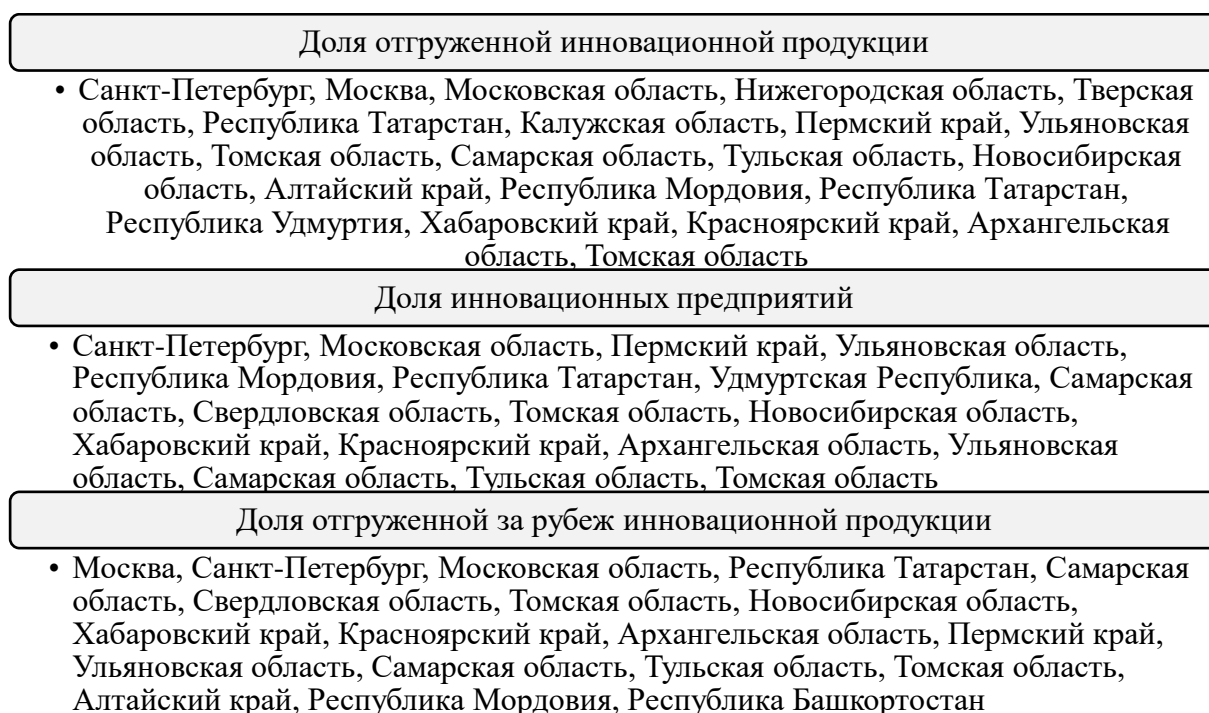 Доля отгруженной инновационной продукции
• Санкт-Петербург, Москва, Московская область, Нижегородская область, Тверская
область, Республика Татарстан, Калужская область, Пермский край, Ульяновская
область, Томская область, Самарская область, Тульская область, Новосибирская
область, Алтайский край, Республика Мордовия, Республика Татарстан,
Республика Удмуртия, Хабаровский край, Красноярский край, Архангельская
область, Томская область
Доля инновационных предприятий
• Санкт-Петербург, Московская область, Пермский край, Ульяновская область,
Республика Мордовия, Республика Татарстан, Удмуртская Республика, Самарская
область, Свердловская область, Томская область, Новосибирская область,
Хабаровский край, Красноярский край, Архангельская область, Ульяновская
область, Самарская область, Тульская область, Томская область
Доля отгруженной за рубеж инновационной продукции
• Москва, Санкт-Петербург, Московская область, Республика Татарстан, Самарская
область, Свердловская область, Томская область, Новосибирская область,
Хабаровский край, Красноярский край, Архангельская область, Пермский край,
Ульяновская область, Самарская область, Тульская область, Томская область,
Алтайский край, Республика Мордовия, Республика Башкортостан